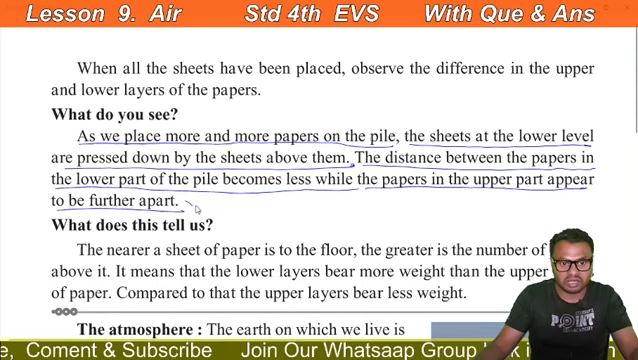 Lesson 9. Air Std 4th EVS With Que & Ans
When all the sheets have been placed, observe the difference in the upper
and lower layers of the papers.
What do you see?
As we place more and more papers on the pile, the sheets at the lower level
are pressed down by the sheets above them. The distance between the papers in
the lower part of the pile becomes less while the papers in the upper part appear
to be further apart.
What does this tell us?
The nearer a sheet of paper is to the floor, the greater is the number of
above it. It means that the lower layers bear more weight than the upper
of paper. Compared to that the upper layers bear less weight.
The atmosphere : The earth on which we live is
e, Coment & Subscribe Join Our Whatsaap Group
POINT